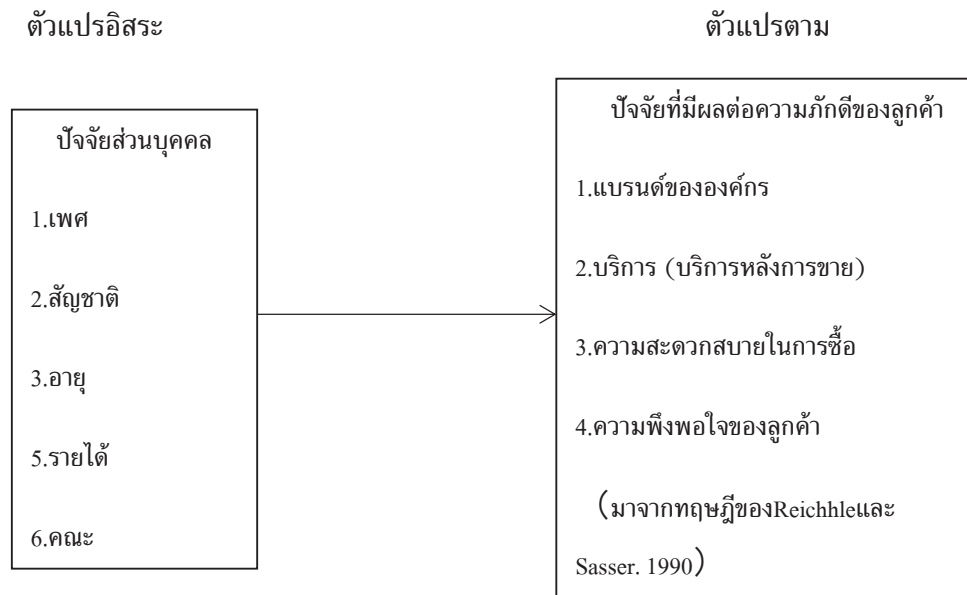 ตัวแปรอิสระ
ตัวแปรตาม
ปัจจัยส่วนบุคคล
1.เพศ
2.สัญชาติ
3.อายุ
5.รายได้
6.คณะ
ปัจจัยที่มีผลต่อความภักดีของลูกค้า
1.แบรนด์ขององค์กร
2.บริการ (บริการหลังการขาย)
3.ความสะดวกสบายในการซื้อ
4.ความพึงพอใจของลูกค้า
(มาจากทฤษฎีของReichhleและ
Sasser. 1990)